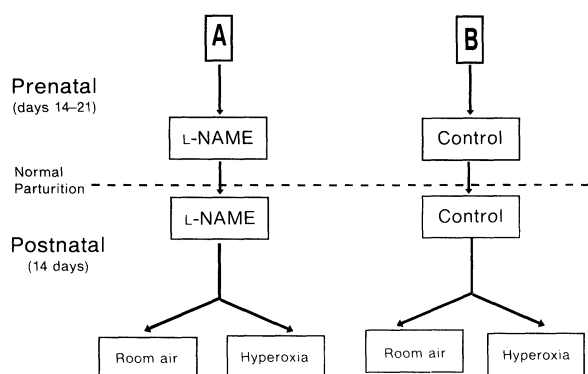 A
B
Prenatal
(days 14–21)
L-NAME
Control
Normal
Parturition
L-NAME
Control
Postnatal
(14 days)
Room air
Hyperoxia
Room air
Hyperoxia